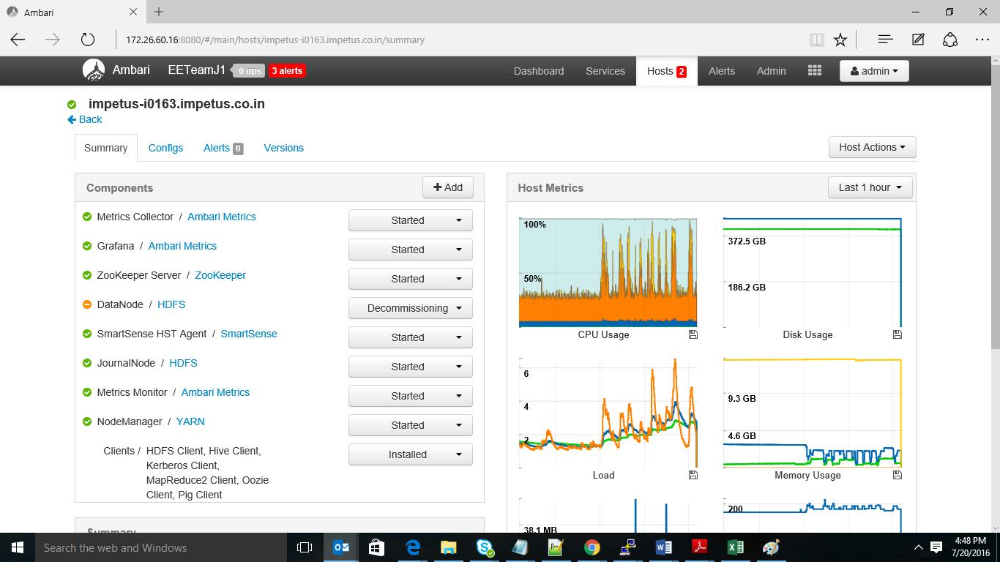 Ambari
172.26.60.16:8080/#/main/hosts/impetus-i0163.impetus.co.in/summary
Ambari EETeamJ1 0 ops 3 alerts Dashboard Services Hosts 2 Alerts Admin admin
impetus-i0163.impetus.co.in
Back
Summary Configs Alerts 0 Versions Host Actions
Components Add
Metrics Collector / Ambari Metrics Started
Grafana / Ambari Metrics Started
ZooKeeper Server / ZooKeeper Started
DataNode / HDFS Decommissioning
SmartSense HST Agent / SmartSense Started
JournalNode / HDFS Started
Metrics Monitor / Ambari Metrics Started
NodeManager / YARN Started
Clients / HDFS Client, Hive Client, Installed
Kerberos Client,
MapReduce2 Client, Oozie
Client, Pig Client
Summary
Host Metrics Last 1 hour
100%
50%
CPU Usage
372.5 GB
186.2 GB
Disk Usage
6
4
2
Load
9.3 GB
4.6 GB
Memory Usage
38.1 MB
200
Search the web and Windows
4:48 PM
7/20/2016